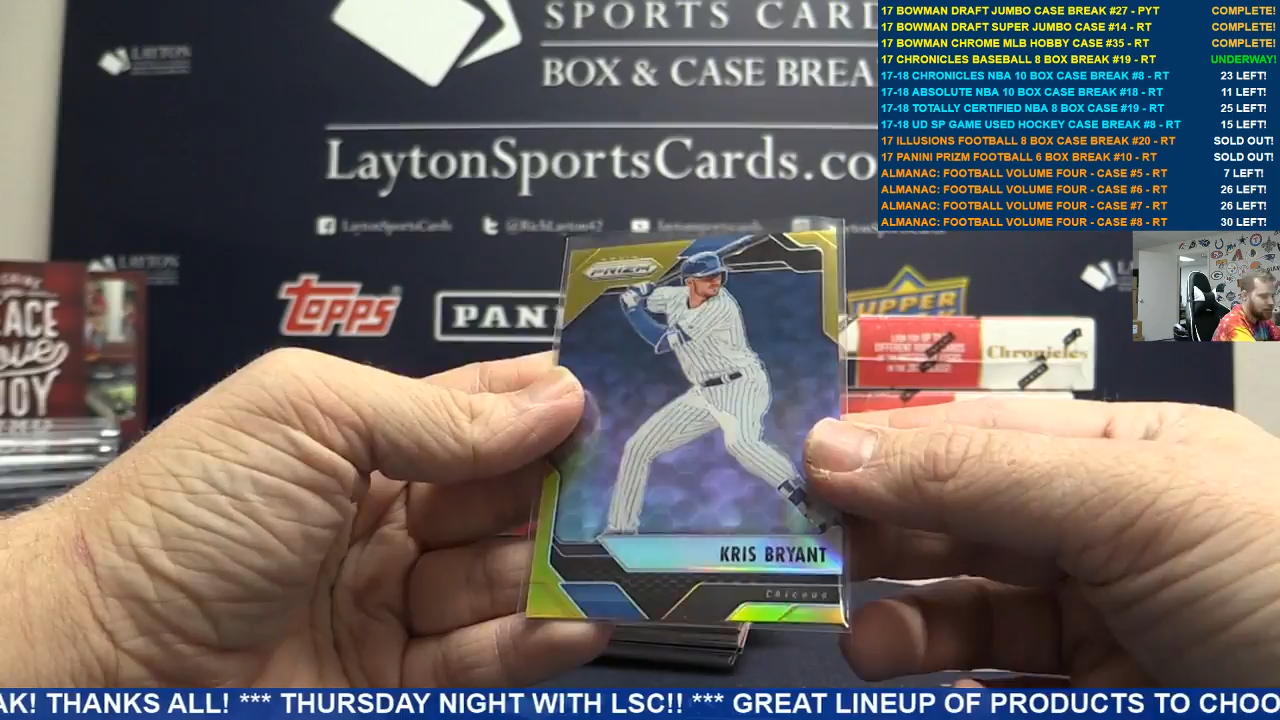 SPORTS CARD
BOX & CASE BREA
LaytonSportsCards.co
LaytonSportsCards
@RichLayton42
LAYTON
TOPPS
PANI
UPPER
Chronicles
ACE
Love
JOY
PRIZM
KRIS BRYANT
Chicago
17 BOWMAN DRAFT JUMBO CASE BREAK #27 - PYT COMPLETE!
17 BOWMAN DRAFT SUPER JUMBO CASE #14 - RT COMPLETE!
17 BOWMAN CHROME MLB HOBBY CASE #35 - RT COMPLETE!
17 CHRONICLES BASEBALL 8 BOX BREAK #19 - RT UNDERWAY!
17-18 CHRONICLES NBA 10 BOX CASE BREAK #8 - RT 23 LEFT!
17-18 ABSOLUTE NBA 10 BOX CASE BREAK #18 - RT 11 LEFT!
17-18 TOTALLY CERTIFIED NBA 8 BOX CASE #19 - RT 25 LEFT!
17-18 UD SP GAME USED HOCKEY CASE BREAK #8 - RT 15 LEFT!
17 ILLUSIONS FOOTBALL 8 BOX CASE BREAK #20 - RT SOLD OUT!
17 PANINI PRIZM FOOTBALL 6 BOX BREAK #10 - RT SOLD OUT!
ALMANAC: FOOTBALL VOLUME FOUR - CASE #5 - RT 7 LEFT!
ALMANAC: FOOTBALL VOLUME FOUR - CASE #6 - RT 26 LEFT!
ALMANAC: FOOTBALL VOLUME FOUR - CASE #7 - RT 26 LEFT!
ALMANAC: FOOTBALL VOLUME FOUR - CASE #8 - RT 30 LEFT!
AK! THANKS ALL! *** THURSDAY NIGHT WITH LSC!! *** GREAT LINEUP OF PRODUCTS TO CHOO